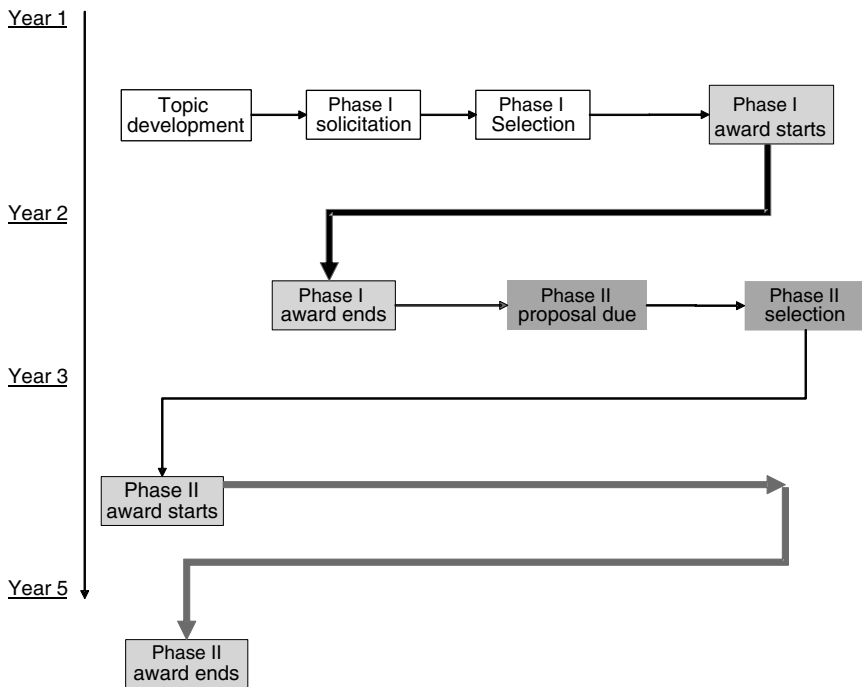 Year 1
Topic
development
Phase I
solicitation
Phase I
Selection
Phase I
award starts
Year 2
Phase I
award ends
Phase II
proposal due
Phase II
selection
Year 3
Phase II
award starts
Year 5
Phase II
award ends